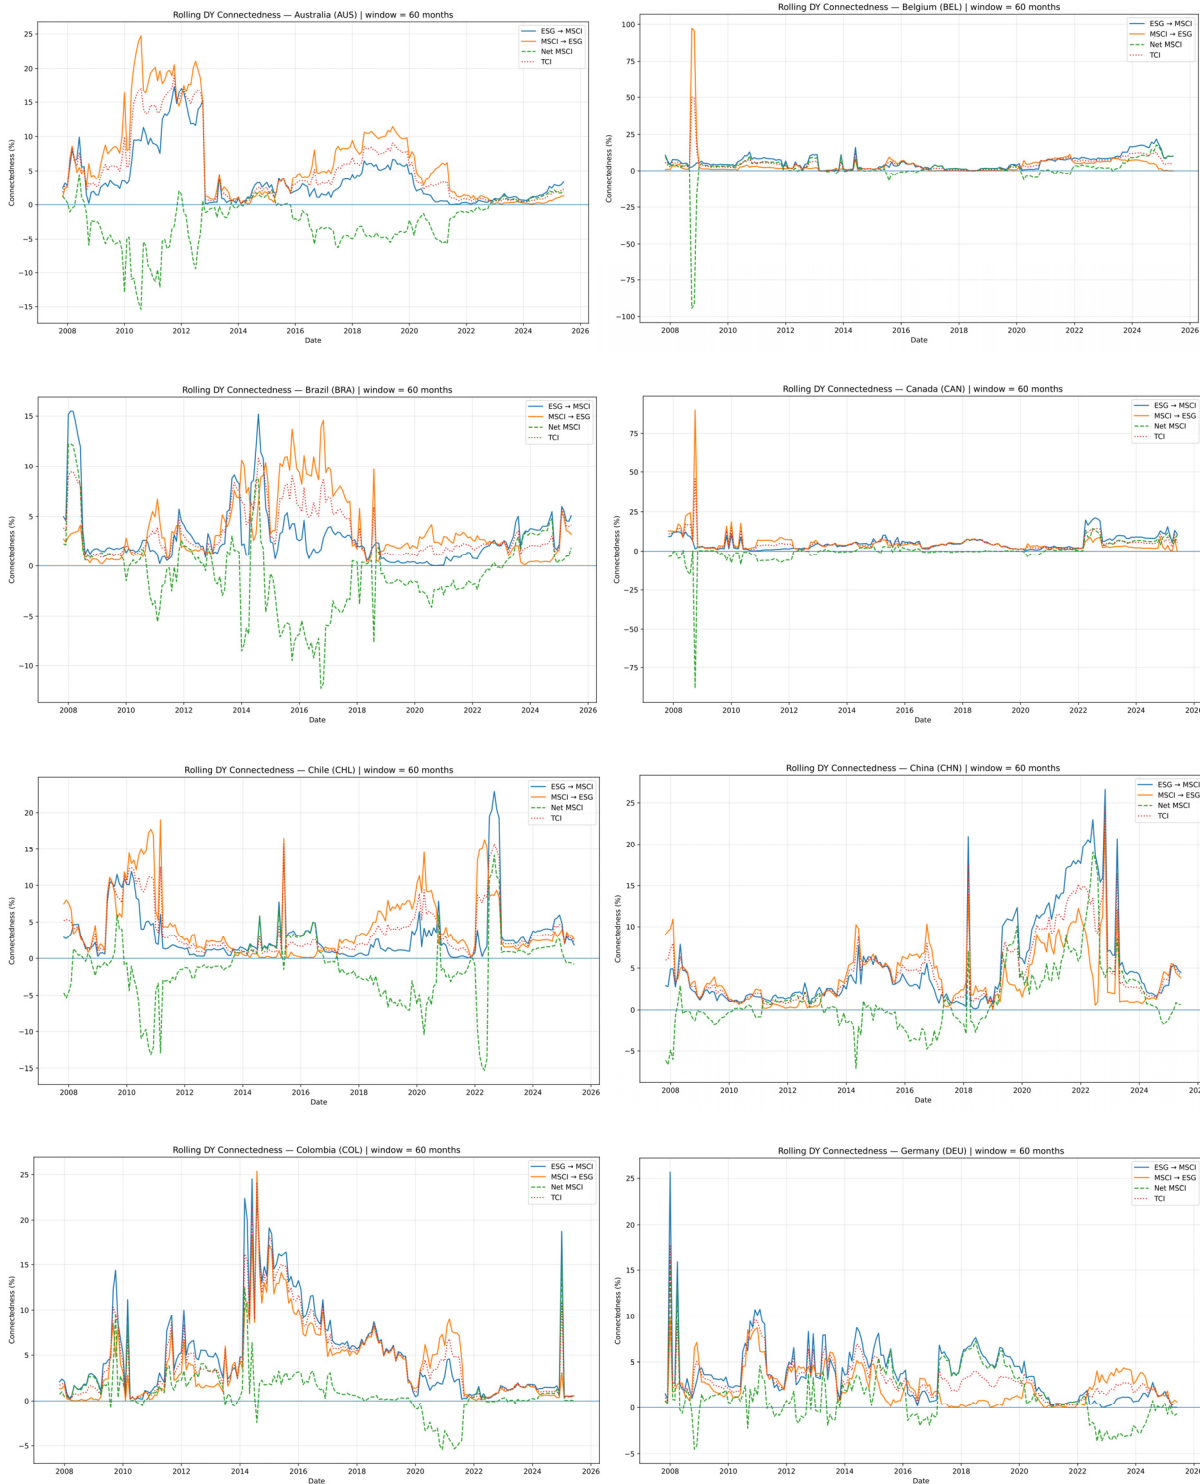 Rolling DY Connectedness — Australia (AUS) | window = 60 months
ESG → MSCI
MSCI → ESG
Net MSCI
TCI
25
20
15
10
5
0
−5
−10
−15
Connectedness (%)
2008 2010 2012 2014 2016 2018 2020 2022 2024 2026
Date
Rolling DY Connectedness — Belgium (BEL) | window = 60 months
ESG → MSCI
MSCI → ESG
Net MSCI
TCI
100
75
50
25
0
−25
−50
−75
−100
Connectedness (%)
2008 2010 2012 2014 2016 2018 2020 2022 2024 2026
Date
Rolling DY Connectedness — Brazil (BRA) | window = 60 months
ESG → MSCI
MSCI → ESG
Net MSCI
TCI
15
10
5
0
−5
−10
Connectedness (%)
2008 2010 2012 2014 2016 2018 2020 2022 2024 2026
Date
Rolling DY Connectedness — Canada (CAN) | window = 60 months
ESG → MSCI
MSCI → ESG
Net MSCI
TCI
75
50
25
0
−25
−50
−75
Connectedness (%)
2008 2010 2012 2014 2016 2018 2020 2022 2024
Date
Rolling DY Connectedness — Chile (CHL) | window = 60 months
ESG → MSCI
MSCI → ESG
Net MSCI
TCI
20
15
10
5
0
−5
−10
−15
Connectedness (%)
2008 2010 2012 2014 2016 2018 2020 2022 2024 2026
Date
Rolling DY Connectedness — China (CHN) | window = 60 months
ESG → MSCI
MSCI → ESG
Net MSCI
TCI
25
20
15
10
5
0
−5
Connectedness (%)
2008 2010 2012 2014 2016 2018 2020 2022 2024
Date
Rolling DY Connectedness — Colombia (COL) | window = 60 months
ESG → MSCI
MSCI → ESG
Net MSCI
TCI
25
20
15
10
5
0
−5
Connectedness (%)
2008 2010 2012 2014 2016 2018 2020 2022 2024 2026
Date
Rolling DY Connectedness — Germany (DEU) | window = 60 months
ESG → MSCI
MSCI → ESG
Net MSCI
TCI
25
20
15
10
5
0
−5
Connectedness (%)
2008 2010 2012 2014 2016 2018 2020 2022 2024 2026
Date